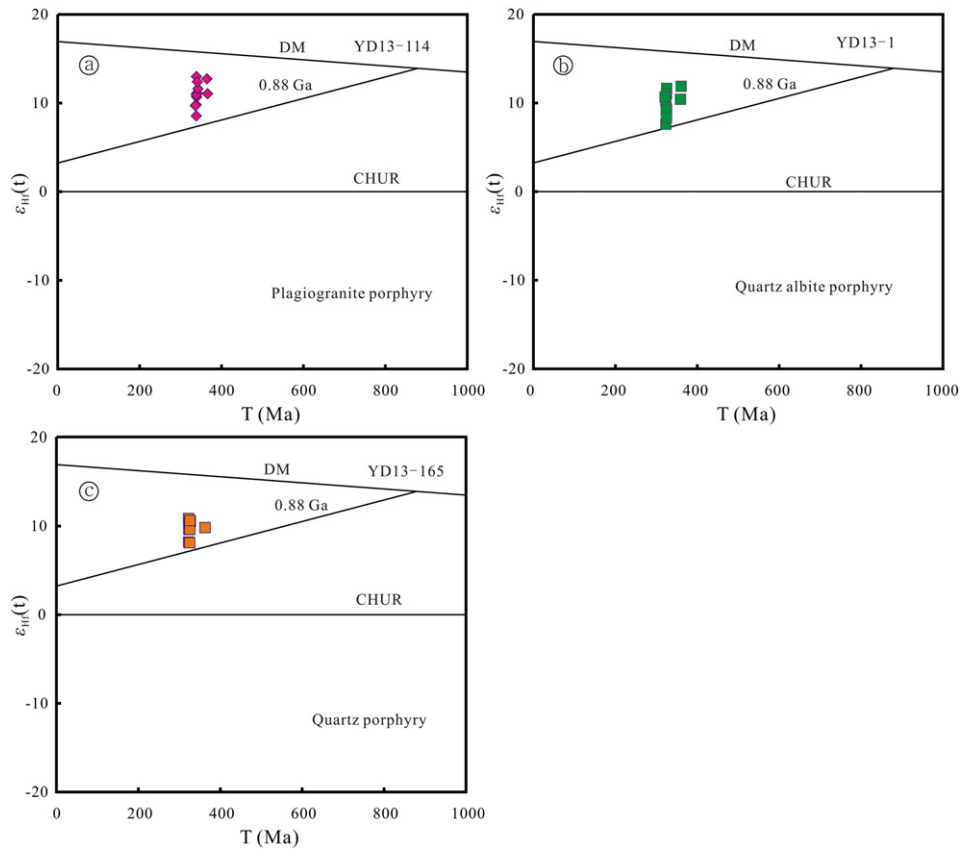 20
10
0
-10
-20
εHf(t)
ⓐ
DM
YD13-114
0.88 Ga
CHUR
Plagiogranite porphyry
0 200 400 600 800 1000
T (Ma)
20
10
0
-10
-20
εHf(t)
ⓑ
DM
YD13-1
0.88 Ga
CHUR
Quartz albite porphyry
0 200 400 600 800 1000
T (Ma)
20
10
0
-10
-20
εHf(t)
ⓒ
DM
YD13-165
0.88 Ga
CHUR
Quartz porphyry
0 200 400 600 800 1000
T (Ma)